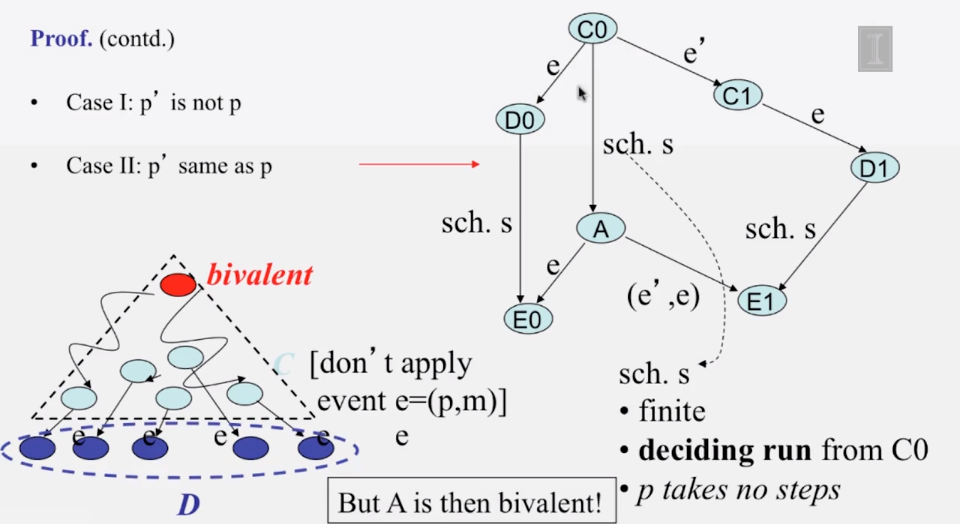 Proof. (contd.)
• Case I: p’ is not p
• Case II: p’ same as p
C0
e
e’
C1
D0
e
sch. s
D1
sch. s
A
sch. s
e
(e’,e)
E1
E0
bivalent
C
[don’t apply
event e=(p,m)]
e e e e e
D
sch. s
• finite
• deciding run from C0
• p takes no steps
But A is then bivalent!
I